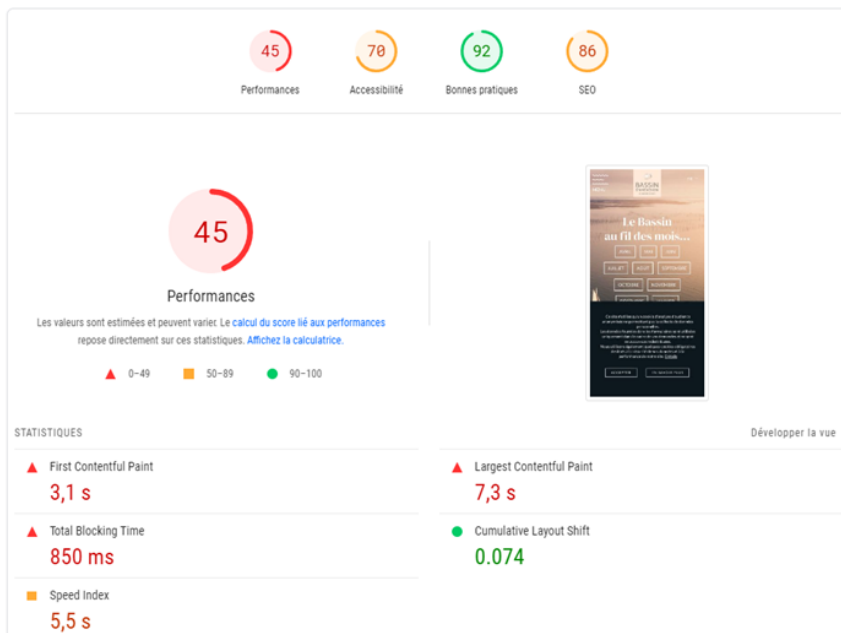 45
70
92
86
Performances
Accessibilité
Bonnes pratiques
SEO
45
Performances
Les valeurs sont estimées et peuvent varier. Le calcul du score lié aux performances
repose directement sur ces statistiques. Affichez la calculatrice.
0–49
50–89
90–100
BASSIN
Le Bassin
au fil des mois...
JUILLET
AOUT
SEPTEMBRE
OCTOBRE
NOVEMBRE
STATISTIQUES
Développer la vue
First Contentful Paint
3,1 s
Largest Contentful Paint
7,3 s
Total Blocking Time
850 ms
Cumulative Layout Shift
0.074
Speed Index
5,5 s